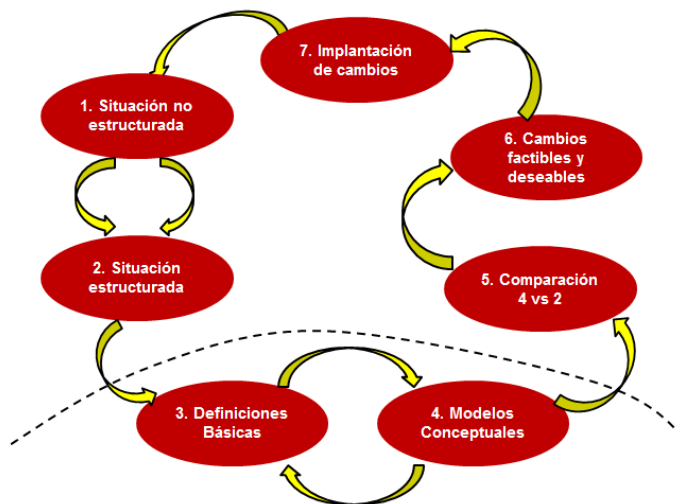 1. Situación no
estructurada
2. Situación
estructurada
3. Definiciones
Básicas
4. Modelos
Conceptuales
5. Comparación
4 vs 2
6. Cambios
factibles y
deseables
7. Implantación
de cambios